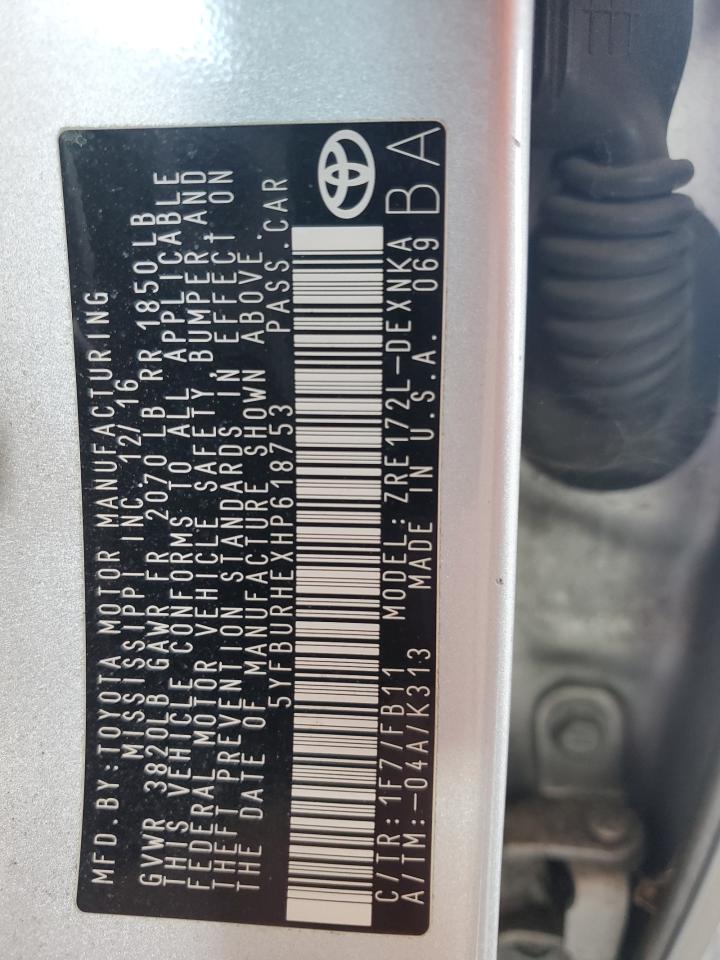 MFD.BY:TOYOTA MOTOR MANUFACTURING
MISSISSIPPI INC. 12/16
GVWR 3820LB GAWR FR 2070 LB RR 1850LB
THIS VEHICLE CONFORMS TO ALL APPLICABLE
FEDERAL MOTOR VEHICLE SAFETY, BUMPER, AND
THEFT PREVENTION STANDARDS IN EFFECT ON
THE DATE OF MANUFACTURE SHOWN ABOVE.
5YFBURHEXHP618753 PASS.CAR
C/TR:1F7/FB11 MODEL:ZRE172L-DEXNKA
A/TM:-04A/K313 MADE IN U.S.A. 069 BA